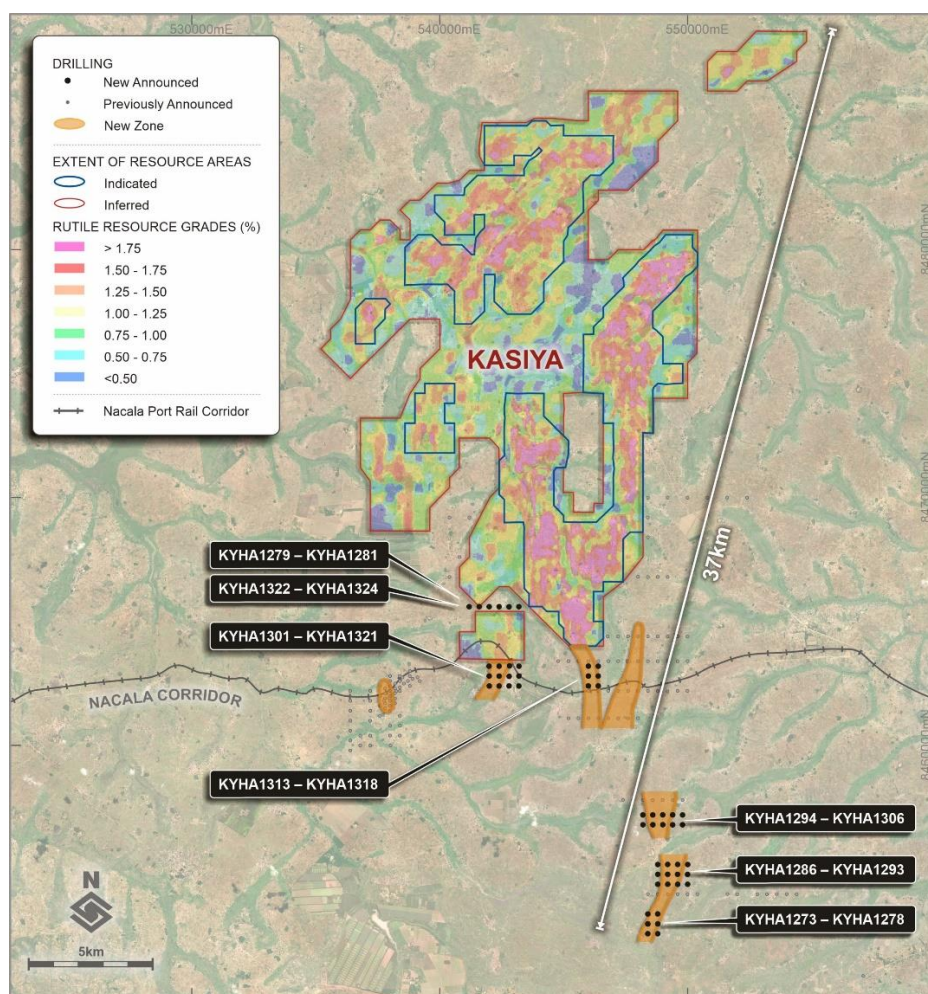 530000mE
540000mE
550000mE
DRILLING
New Announced
Previously Announced
New Zone
EXTENT OF RESOURCE AREAS
Indicated
Inferred
RUTILE RESOURCE GRADES (%)
> 1.75
1.50 - 1.75
1.25 - 1.50
1.00 - 1.25
0.75 - 1.00
0.50 - 0.75
<0.50
Nacala Port Rail Corridor
8480000mN
KASIYA
8470000mN
37km
KYHA1279 – KYHA1281
KYHA1322 – KYHA1324
KYHA1301 – KYHA1321
NACALA CORRIDOR
8460000mN
KYHA1313 – KYHA1318
KYHA1294 – KYHA1306
KYHA1286 – KYHA1293
KYHA1273 – KYHA1278
N
5km